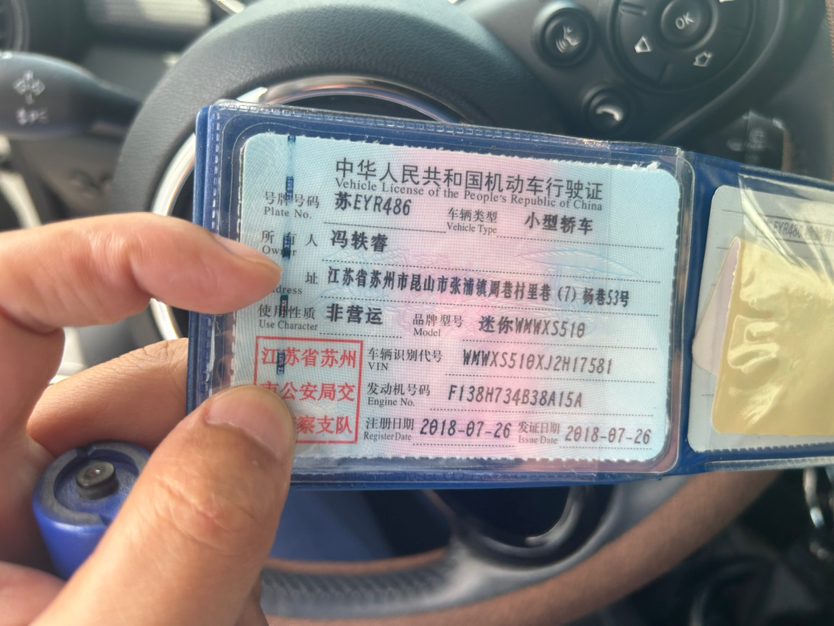 中华人民共和国机动车行驶证
Vehicle License of the People's Republic of China
号牌号码 苏EYR486 车辆类型 小型轿车
Plate No. Vehicle Type
所有人 冯轶睿
Owner
址 江苏省苏州市昆山市张浦镇周巷村里巷（7）杨巷53号
Address
使用性质 非营运 品牌型号 迷你WMWXS510
Use Character Model
江苏省苏州 车辆识别代号 WMWXS510XJ2H17581
VIN
市公安局交 发动机号码 F138H734B38A15A
Engine No.
察支队 注册日期 2018-07-26 发证日期 2018-07-26
Register Date Issue Date
OK